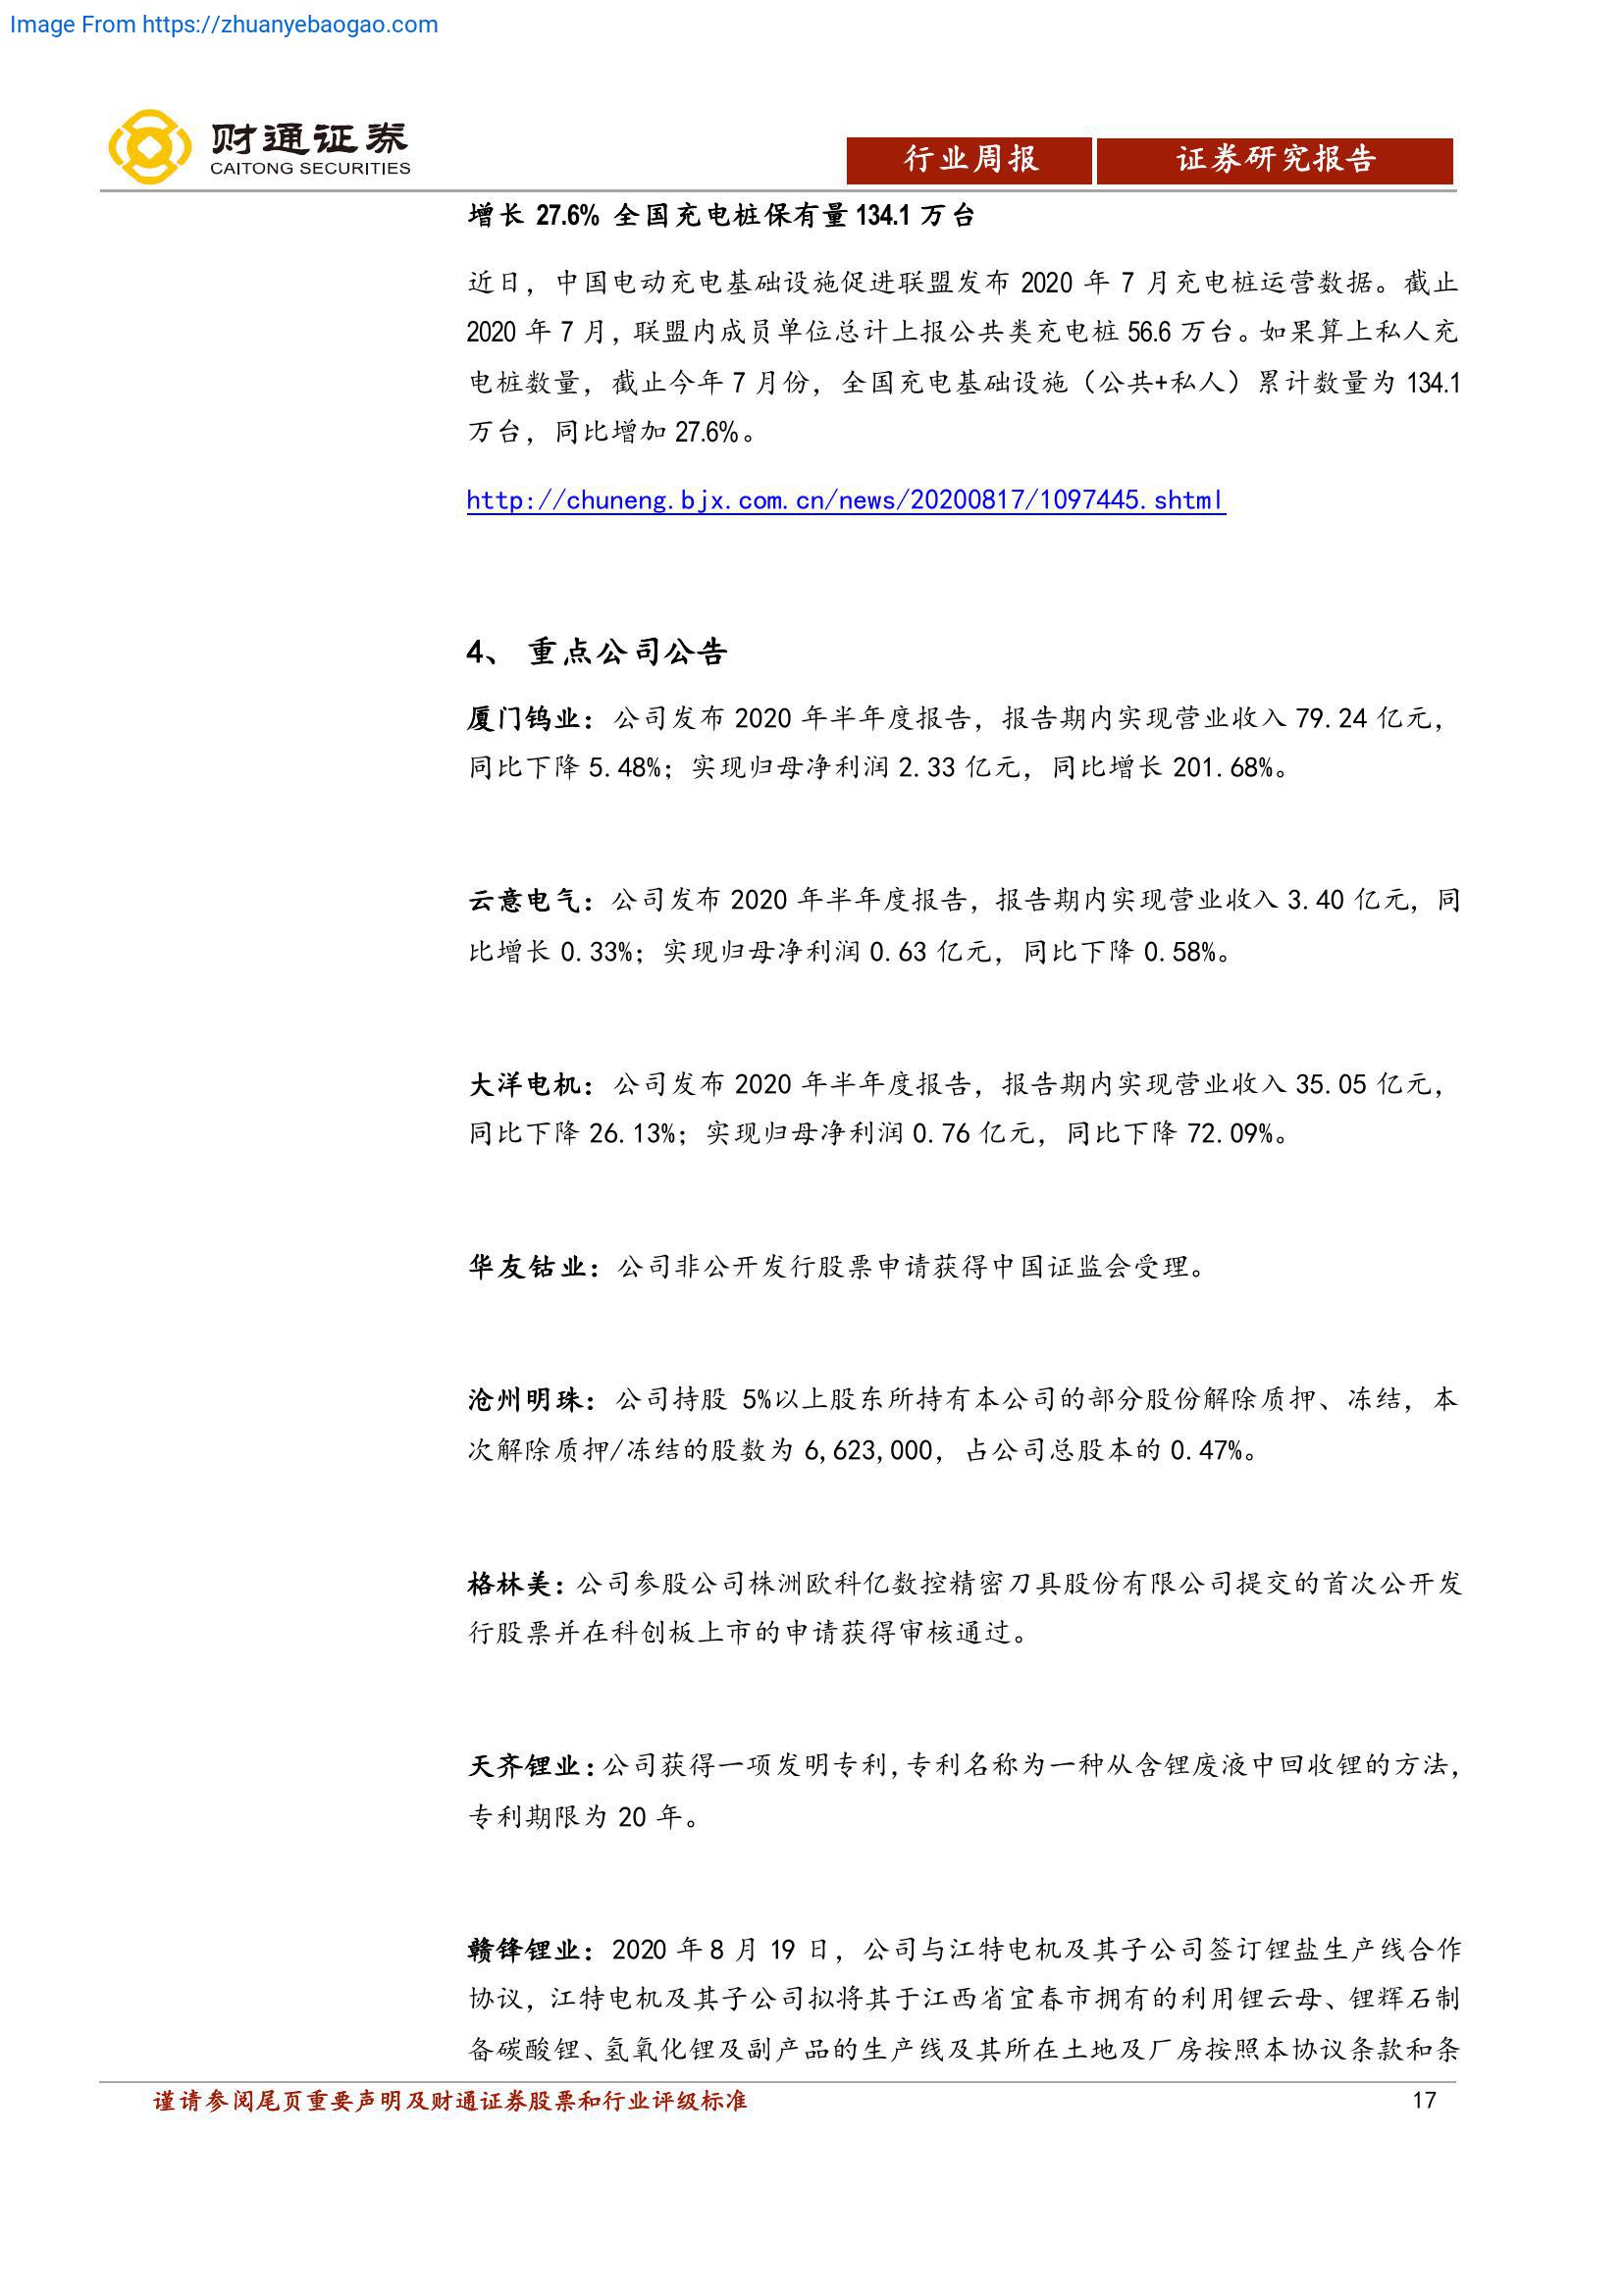 Image From https://zhuanyebaogao.com
财通证券
CAITONG SECURITIES
行业周报
证券研究报告
增长 27.6% 全国充电桩保有量 134.1 万台
近日，中国电动充电基础设施促进联盟发布 2020 年 7 月充电桩运营数据。截止
2020 年 7 月，联盟内成员单位总计上报公共类充电桩 56.6 万台。如果算上私人充
电桩数量，截止今年 7 月份，全国充电基础设施（公共+私人）累计数量为 134.1
万台，同比增加 27.6%。
http://chuneng.bjx.com.cn/news/20200817/1097445.shtml
4、 重点公司公告
厦门钨业：公司发布 2020 年半年度报告，报告期内实现营业收入 79.24 亿元，
同比下降 5.48%；实现归母净利润 2.33 亿元，同比增长 201.68%。
云意电气：公司发布 2020 年半年度报告，报告期内实现营业收入 3.40 亿元，同
比增长 0.33%；实现归母净利润 0.63 亿元，同比下降 0.58%。
大洋电机：公司发布 2020 年半年度报告，报告期内实现营业收入 35.05 亿元，
同比下降 26.13%；实现归母净利润 0.76 亿元，同比下降 72.09%。
华友钴业：公司非公开发行股票申请获得中国证监会受理。
沧州明珠：公司持股 5%以上股东所持有本公司的部分股份解除质押、冻结，本
次解除质押/冻结的股数为 6,623,000，占公司总股本的 0.47%。
格林美：公司参股公司株洲欧科亿数控精密刀具股份有限公司提交的首次公开发
行股票并在科创板上市的申请获得审核通过。
天齐锂业：公司获得一项发明专利，专利名称为一种从含锂废液中回收锂的方法，
专利期限为 20 年。
赣锋锂业：2020 年 8 月 19 日，公司与江特电机及其子公司签订锂盐生产线合作
协议，江特电机及其子公司拟将其于江西省宜春市拥有的利用锂云母、锂辉石制
备碳酸锂、氢氧化锂及副产品的生产线及其所在土地及厂房按照本协议条款和条
谨请参阅尾页重要声明及财通证券股票和行业评级标准
17